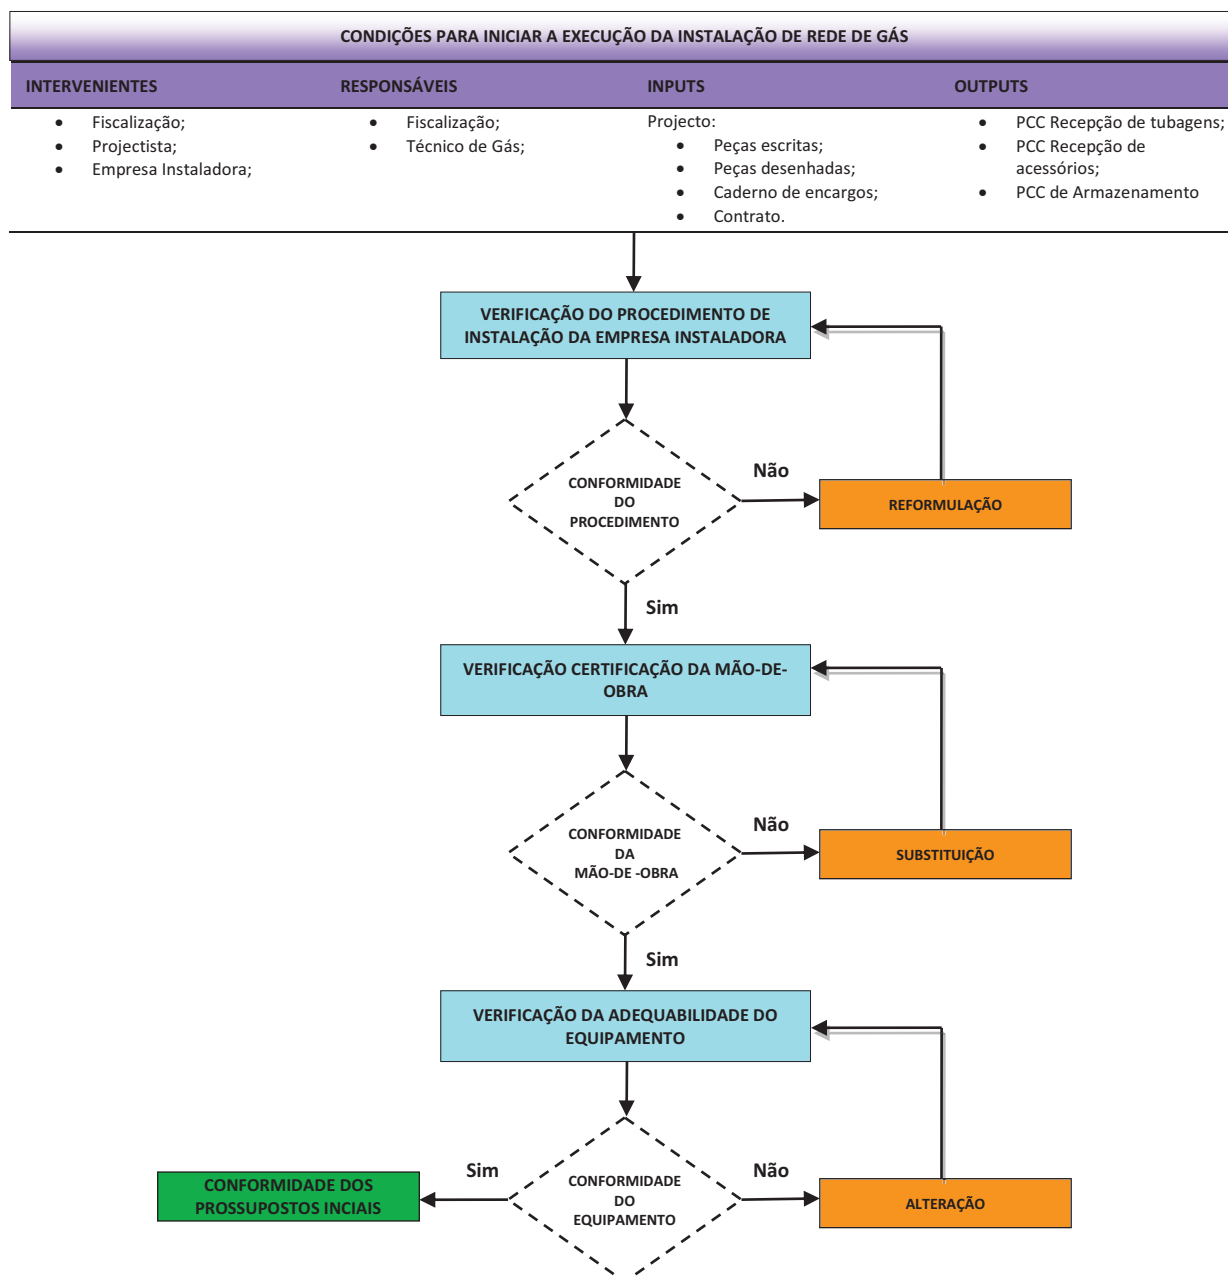 CONDIÇÕES PARA INICIAR A EXECUÇÃO DA INSTALAÇÃO DE REDE DE GÁS
INTERVENIENTES
RESPONSÁVEIS
INPUTS
OUTPUTS
• Fiscalização;
• Projectista;
• Empresa Instaladora;
• Fiscalização;
• Técnico de Gás;
Projecto:
• Peças escritas;
• Peças desenhadas;
• Caderno de encargos;
• Contrato.
• PCC Recepção de tubagens;
• PCC Recepção de
acessórios;
• PCC de Armazenamento
VERIFICAÇÃO DO PROCEDIMENTO DE
INSTALAÇÃO DA EMPRESA INSTALADORA
CONFORMIDADE
DO
PROCEDIMENTO
Não
REFORMULAÇÃO
Sim
VERIFICAÇÃO CERTIFICAÇÃO DA MÃO-DE-
OBRA
CONFORMIDADE
DA
MÃO-DE -OBRA
Não
SUBSTITUIÇÃO
Sim
VERIFICAÇÃO DA ADEQUABILIDADE DO
EQUIPAMENTO
CONFORMIDADE
DO
EQUIPAMENTO
Sim
CONFORMIDADE DOS
PROSSUPOSTOS INCIAIS
Não
ALTERAÇÃO